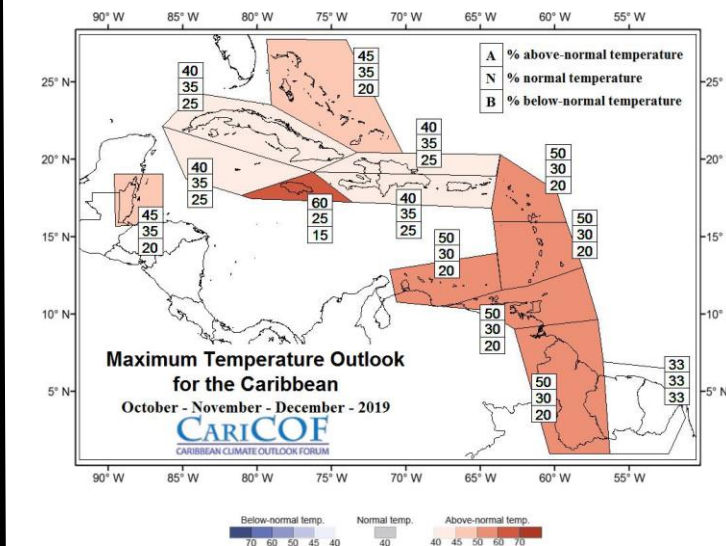 90° W
85° W
80° W
75° W
70° W
65° W
60° W
55° W
25° N
20° N
15° N
10° N
5° N
A % above-normal temperature
N % normal temperature
B % below-normal temperature
40
35
25
45
35
20
40
35
25
50
30
20
40
35
25
45
35
20
60
25
15
40
35
25
50
30
20
50
30
20
50
30
20
50
30
20
33
33
33
Maximum Temperature Outlook
for the Caribbean
October - November - December - 2019
CARICOF
CARIBBEAN CLIMATE OUTLOOK FORUM
90° W
85° W
80° W
75° W
70° W
65° W
60° W
55° W
Below-normal temp. Normal temp. Above-normal temp.
70 60 50 45 40 40 40 45 50 60 70